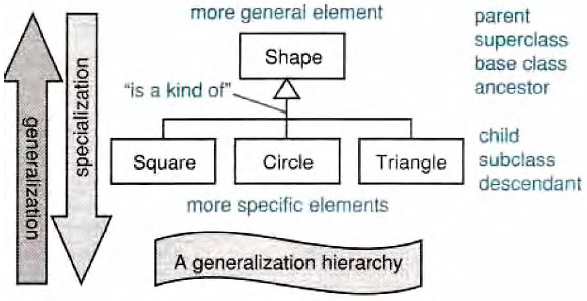 more general element
parent
superclass
base class
ancestor
Shape
“is a kind of”
generalization
specialization
Square
Circle
Triangle
child
subclass
descendant
more specific elements
A generalization hierarchy